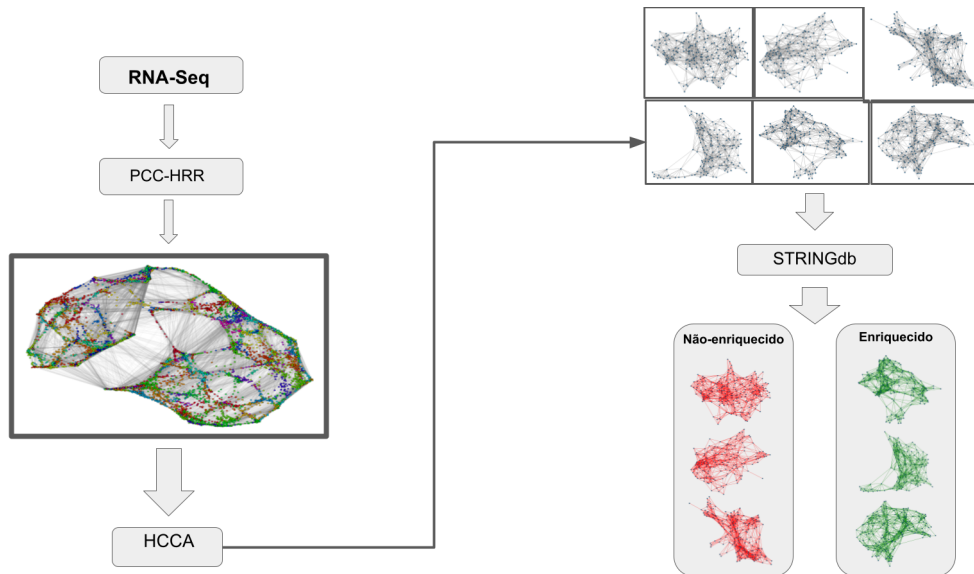 RNA-Seq
PCC-HRR
HCCA
STRINGdb
Não-enriquecido
Enriquecido